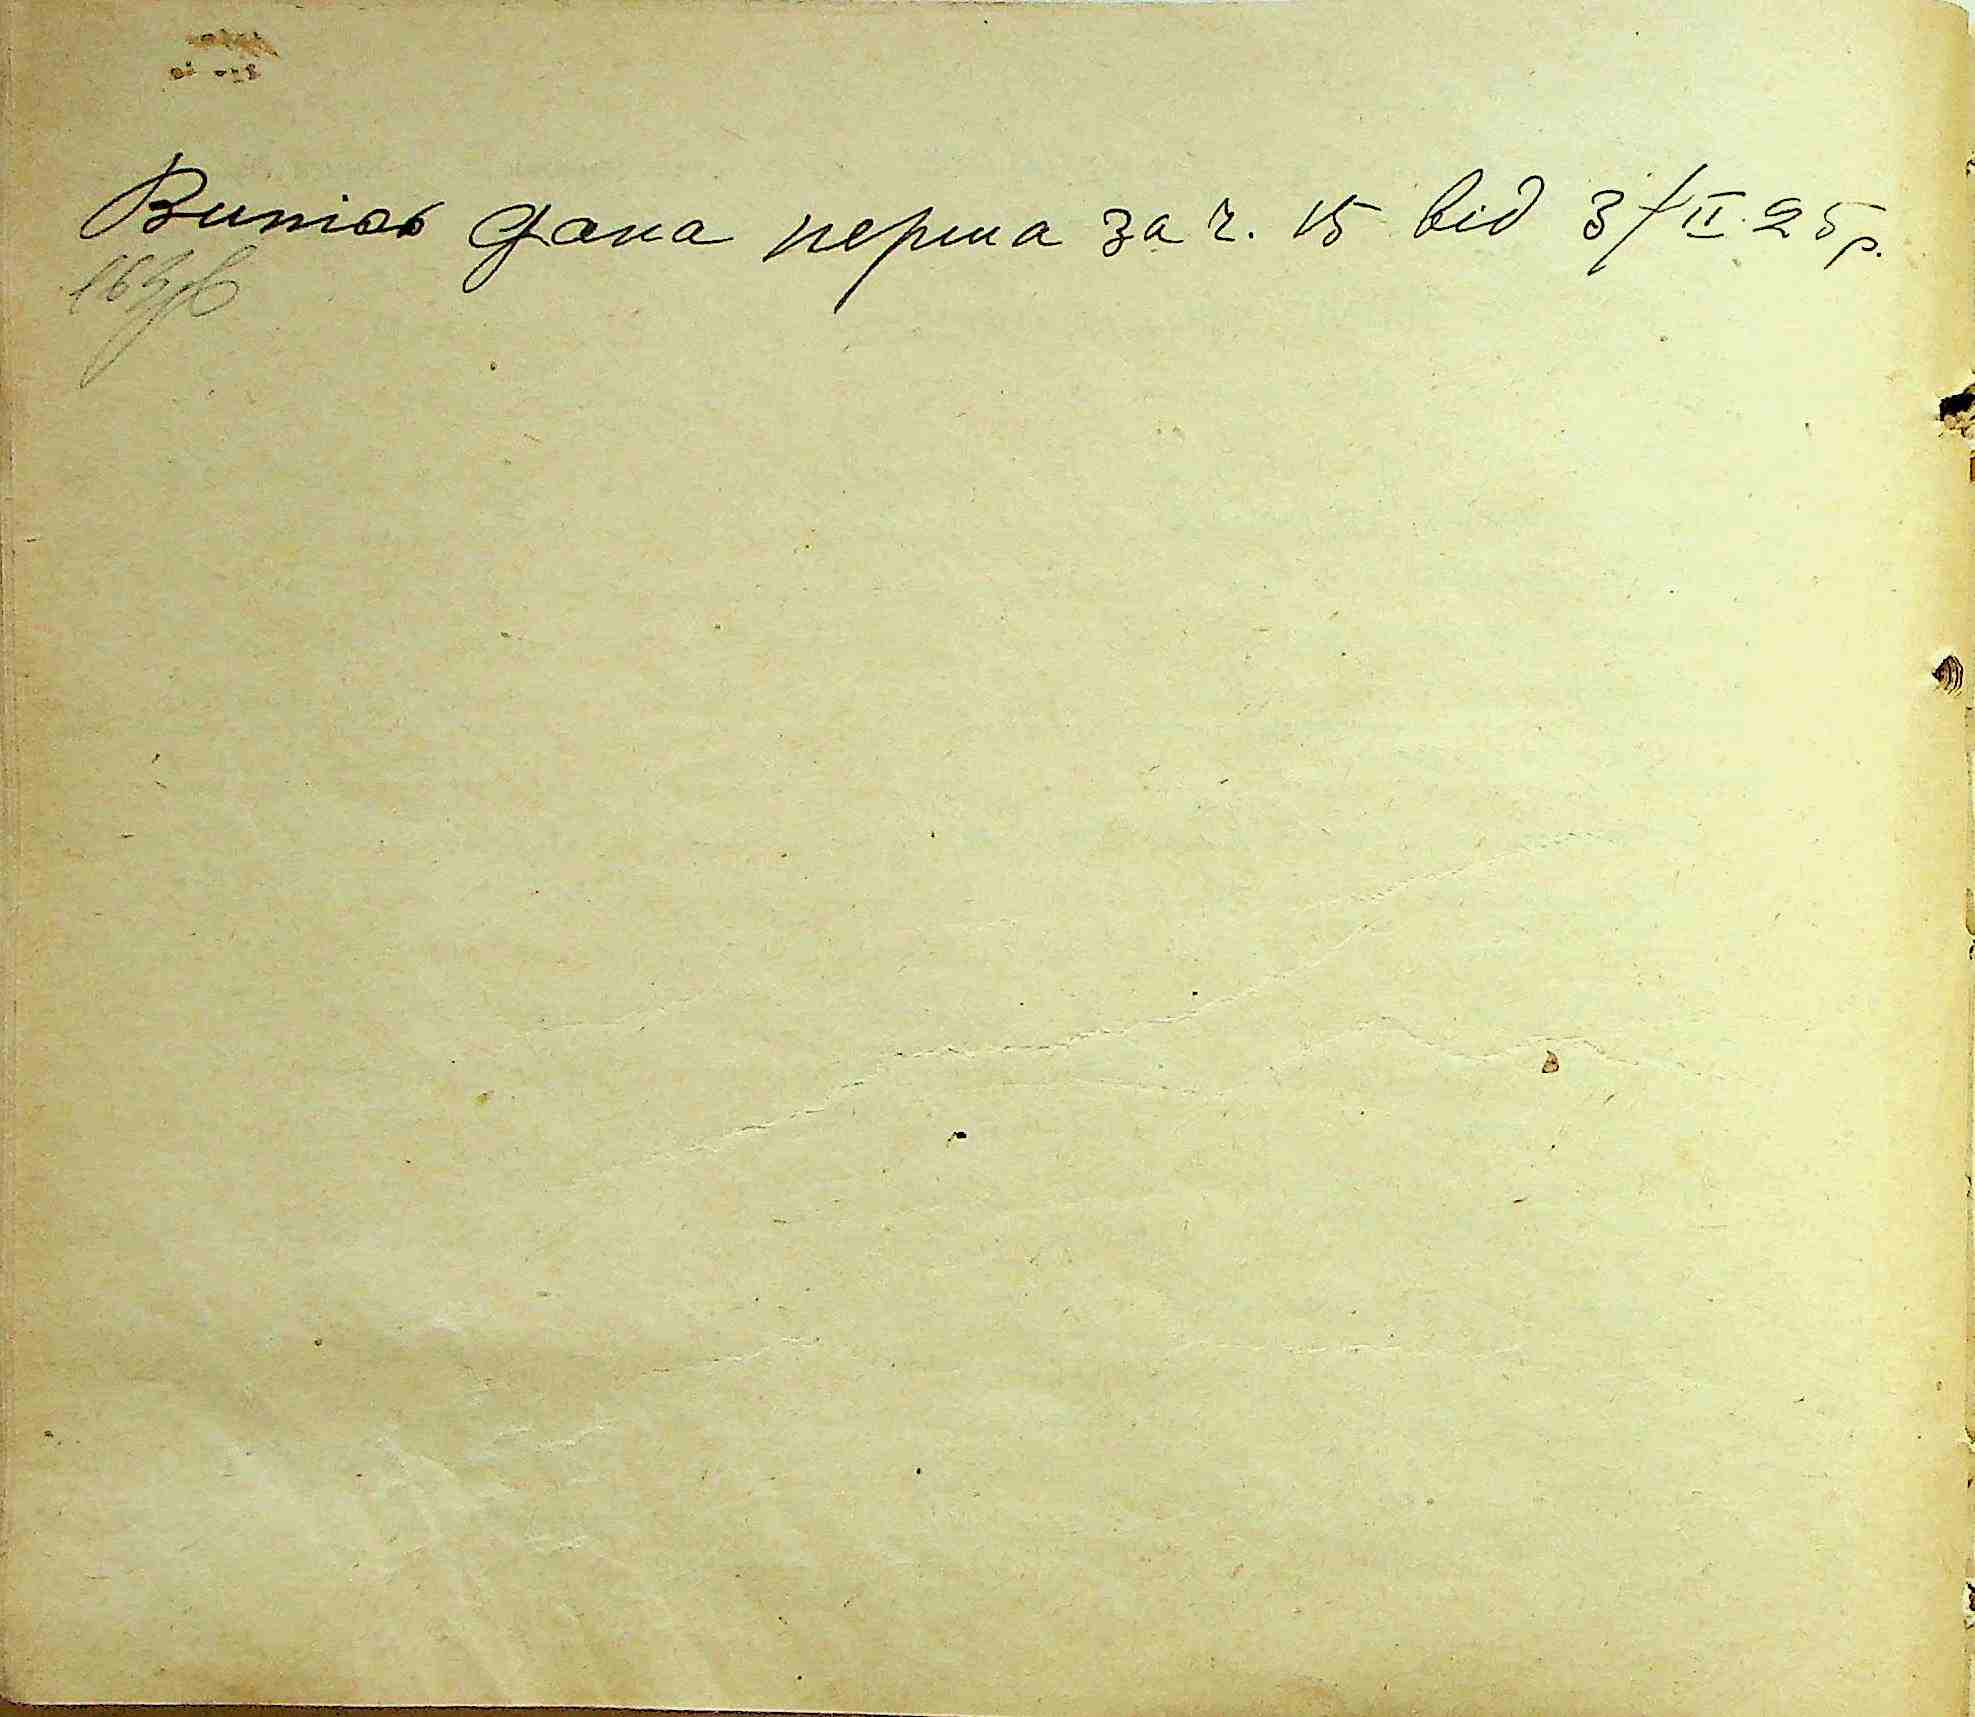 Витяг дана перша за ч. 15 від 3/II 25 р.